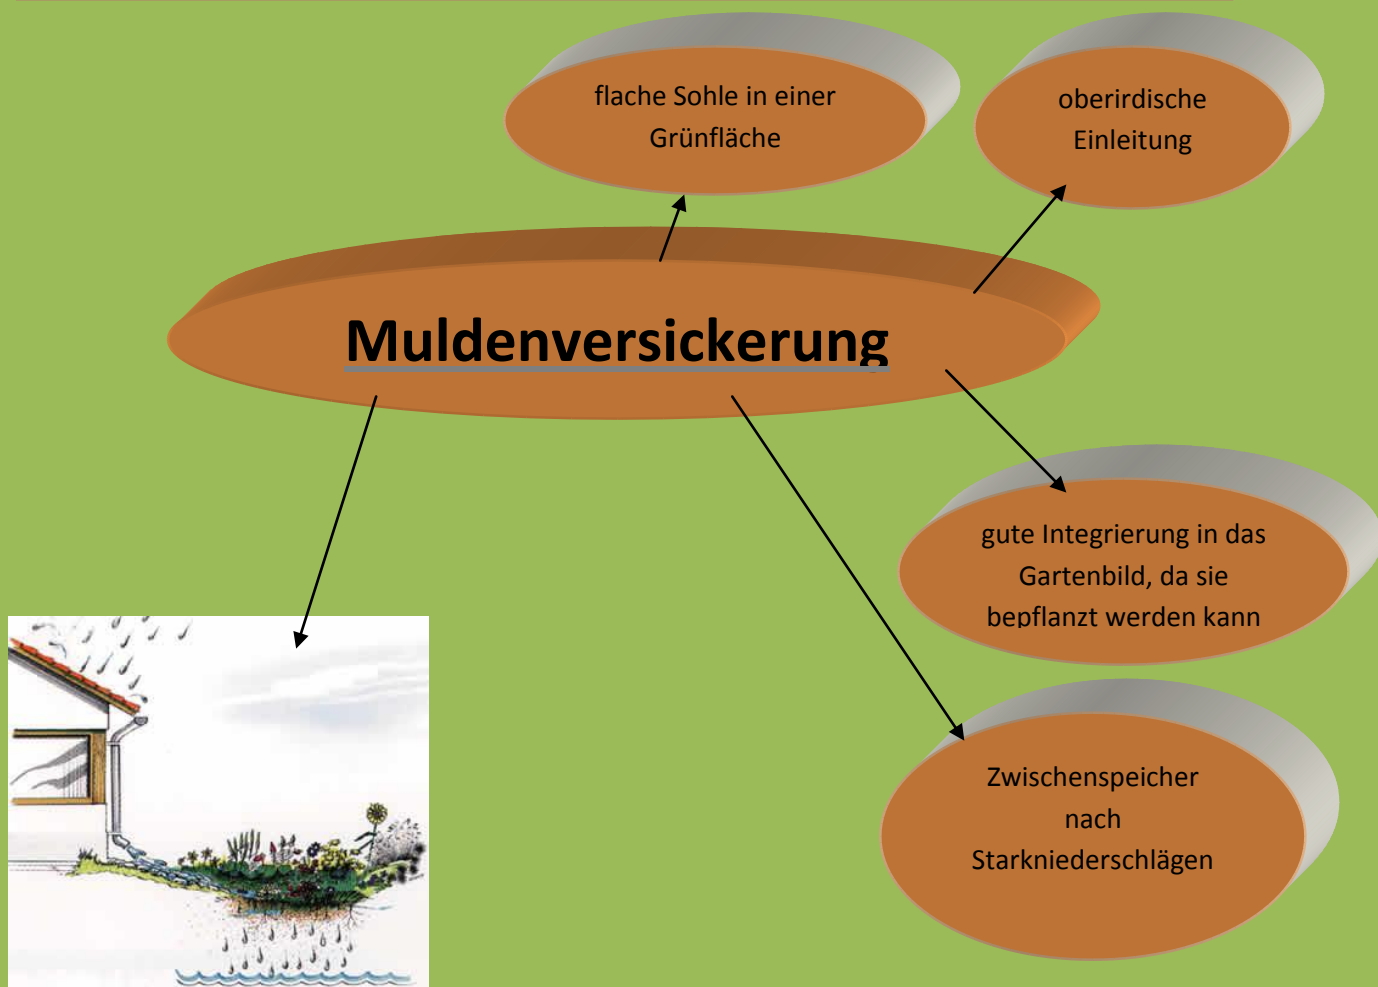 flache Sohle in einer
Grünfläche
oberirdische
Einleitung
Muldenversickerung
gute Integrierung in das
Gartenbild, da sie
bepflanzt werden kann
Zwischenspeicher
nach
Starkniederschlägen